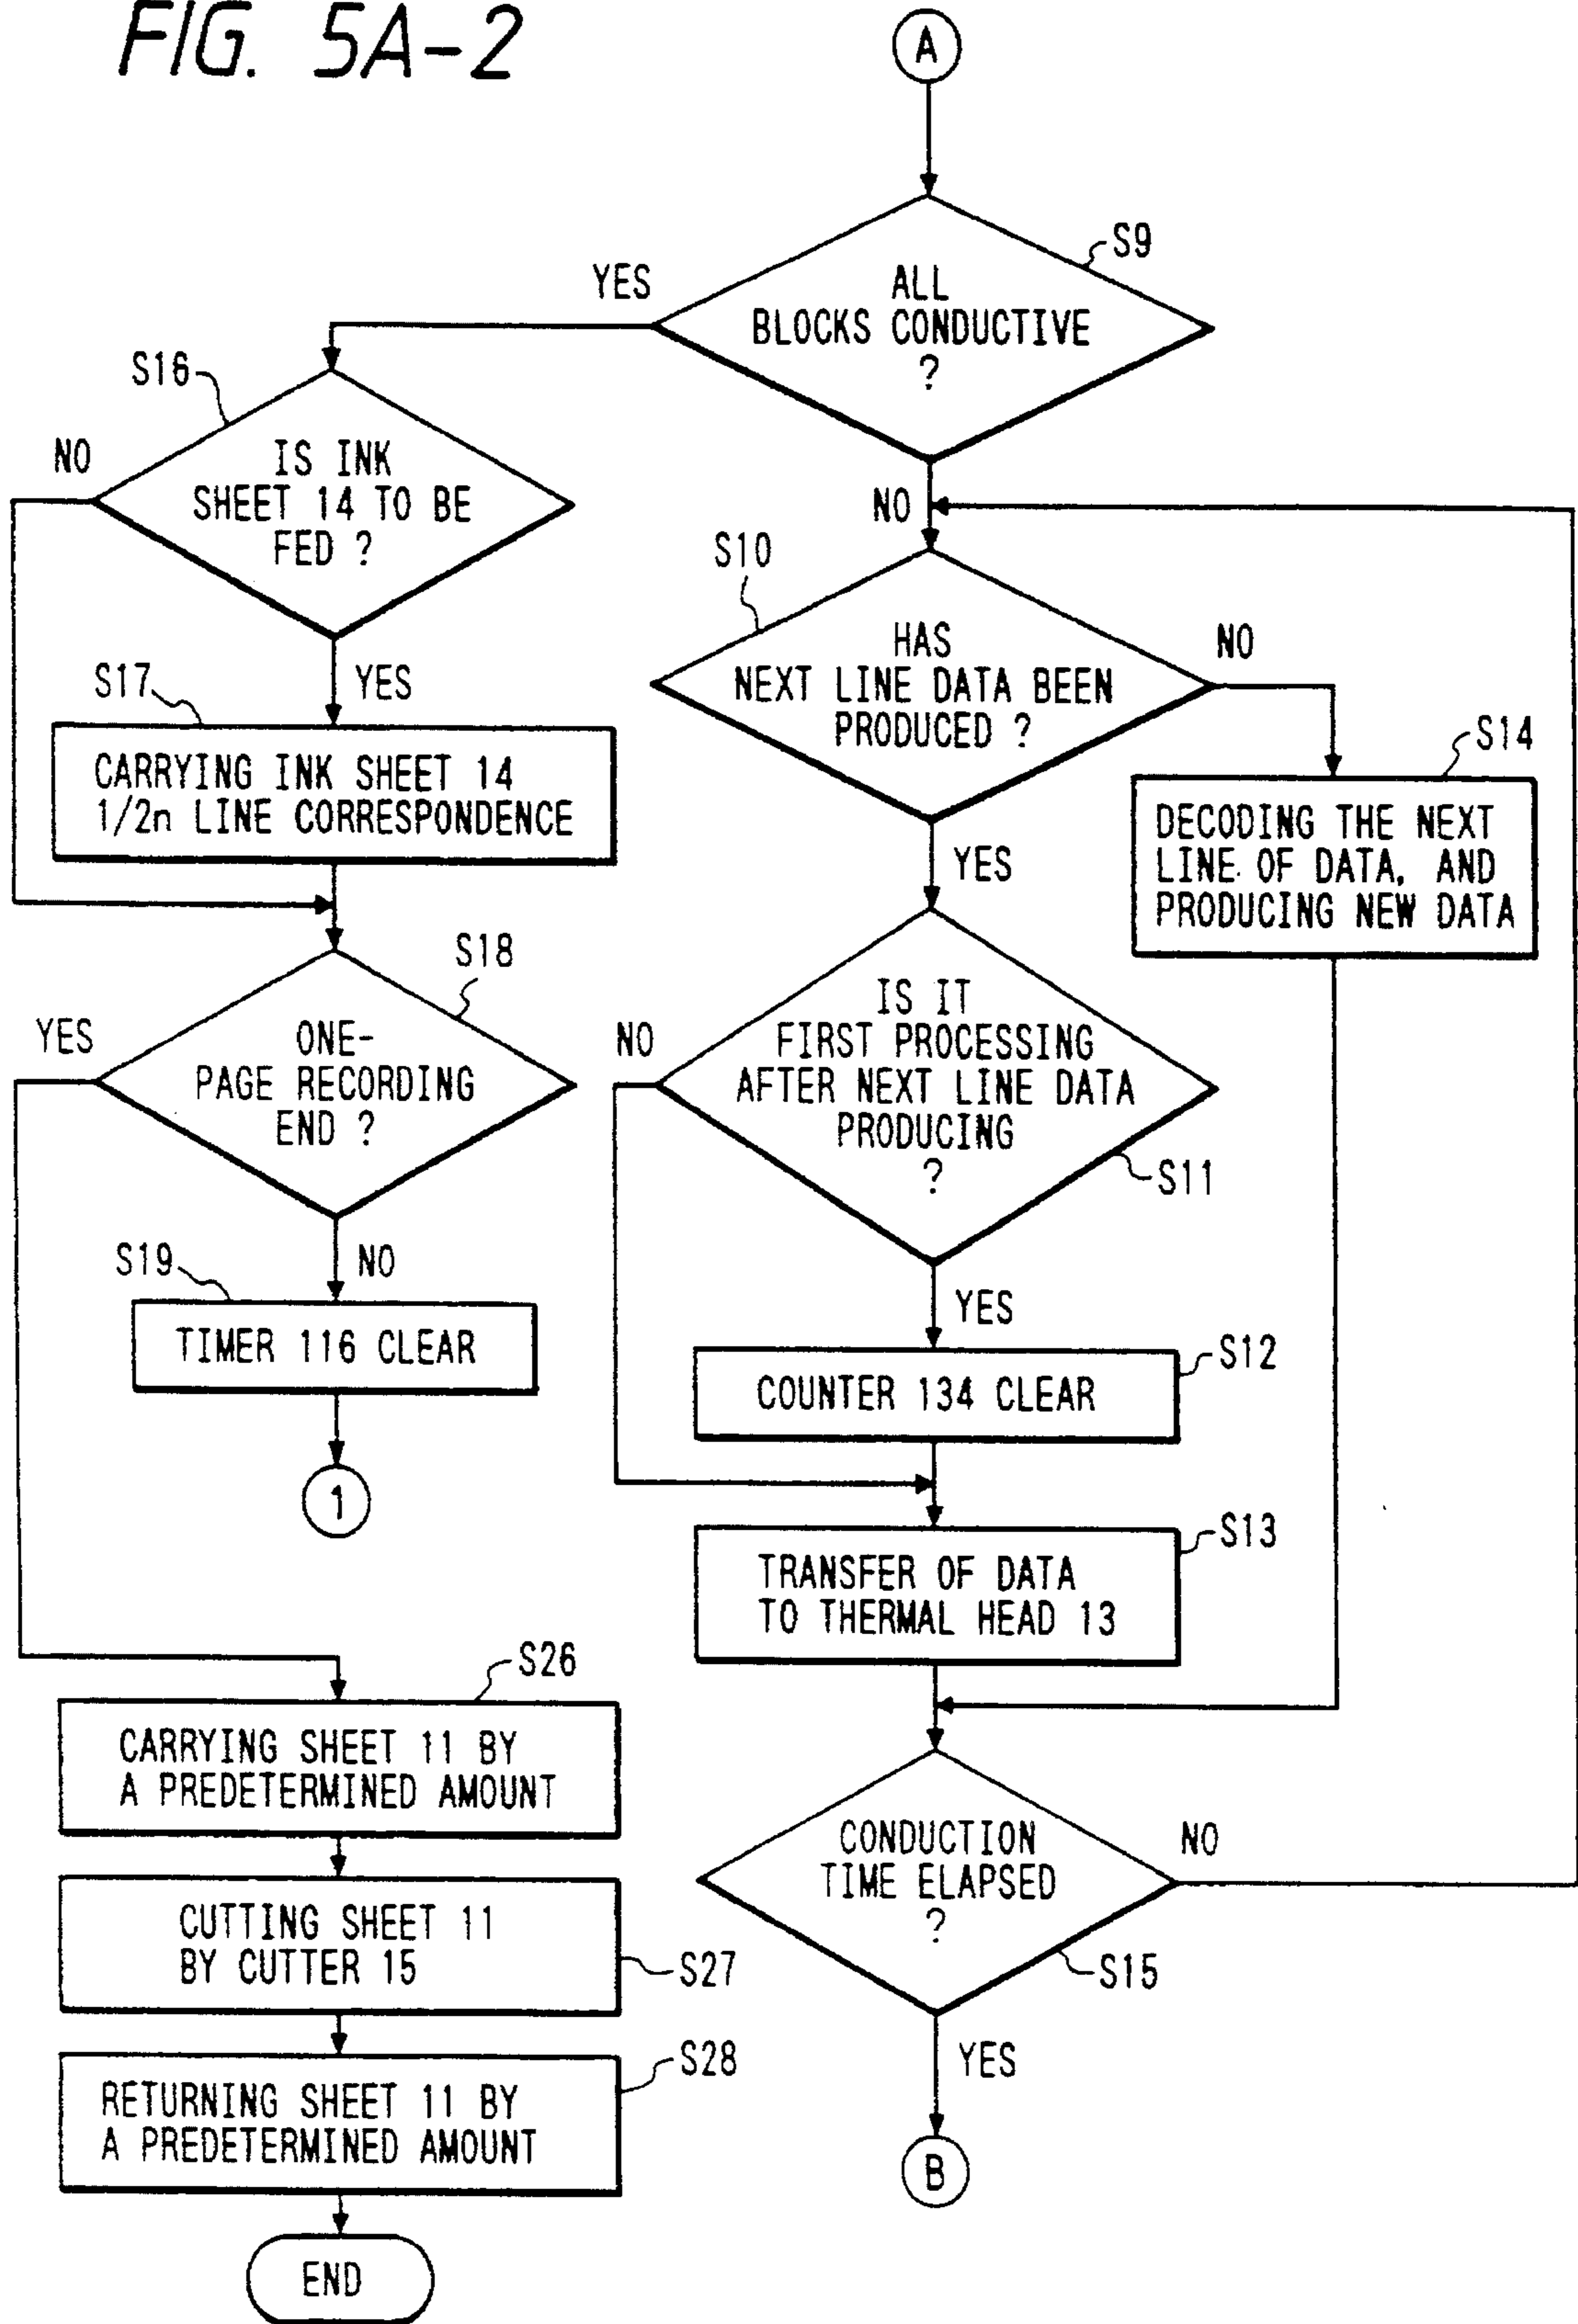 FIG. 5A-2
A
S9
ALL
BLOCKS CONDUCTIVE
?
YES
NO
S16
IS INK
SHEET 14 TO BE
FED ?
NO
YES
S17
CARRYING INK SHEET 14
1/2n LINE CORRESPONDENCE
S18
ONE-
PAGE RECORDING
END ?
YES
NO
S19
TIMER 116 CLEAR
1
S26
CARRYING SHEET 11 BY
A PREDETERMINED AMOUNT
CUTTING SHEET 11
BY CUTTER 15
S27
RETURNING SHEET 11 BY
A PREDETERMINED AMOUNT
S28
END
S10
HAS
NEXT LINE DATA BEEN
PRODUCED ?
NO
YES
S14
DECODING THE NEXT
LINE OF DATA, AND
PRODUCING NEW DATA
IS IT
FIRST PROCESSING
AFTER NEXT LINE DATA
PRODUCING
?
S11
NO
YES
S12
COUNTER 134 CLEAR
S13
TRANSFER OF DATA
TO THERMAL HEAD 13
CONDUCTION
TIME ELAPSED
?
S15
NO
YES
B